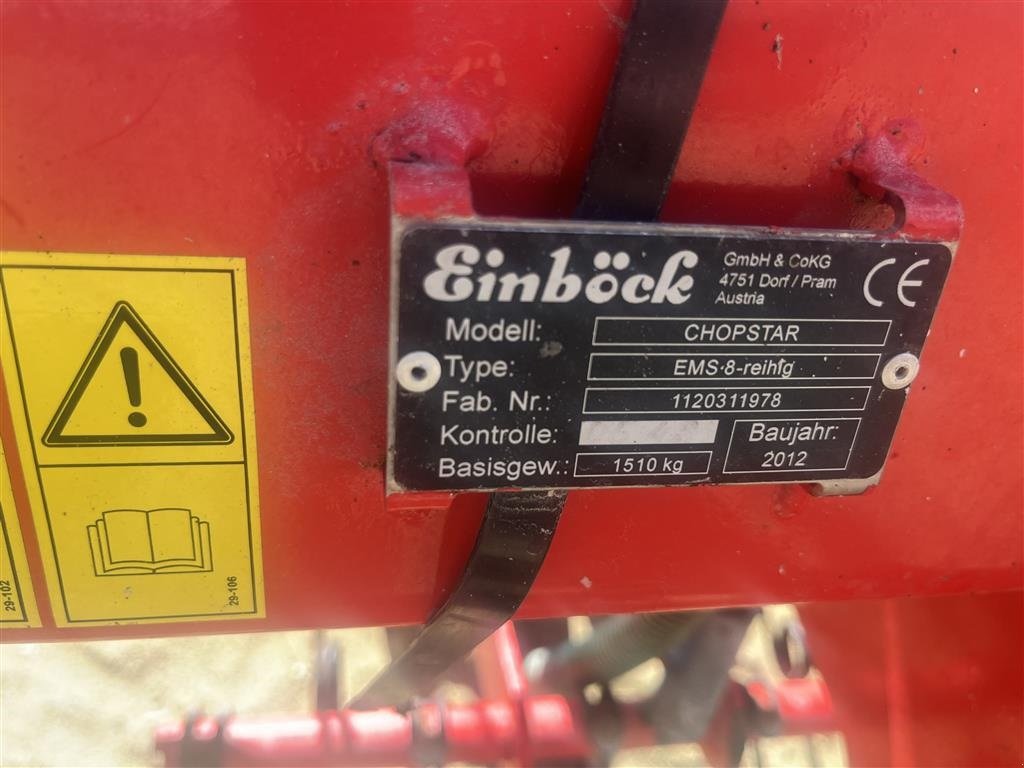 Einböck
GmbH & CoKG
4751 Dorf / Pram
Austria
CE
Modell: CHOPSTAR
Type: EMS 8-reihig
Fab. Nr.: 1120311978
Kontrolle:
Basisgew.: 1510 kg
Baujahr:
2012
29-102
29-106